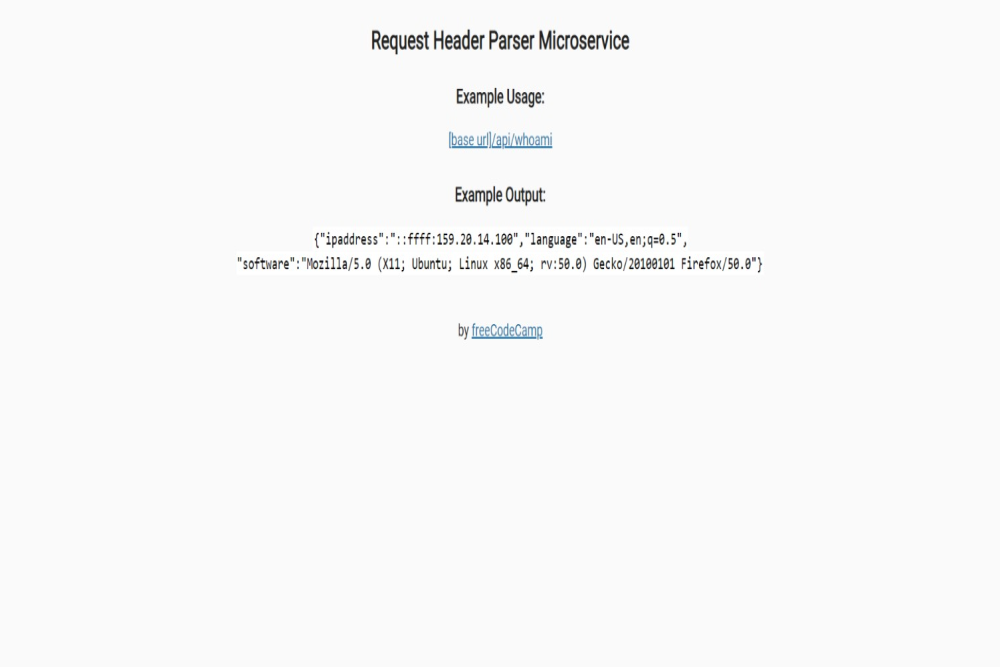 Request Header Parser Microservice
Example Usage:
[base url]/api/whoami
Example Output:
{"ipaddress":"::ffff:159.20.14.100","language":"en-US,en;q=0.5",
"software":"Mozilla/5.0 (X11; Ubuntu; Linux x86_64; rv:50.0) Gecko/20100101 Firefox/50.0"}
by freeCodeCamp